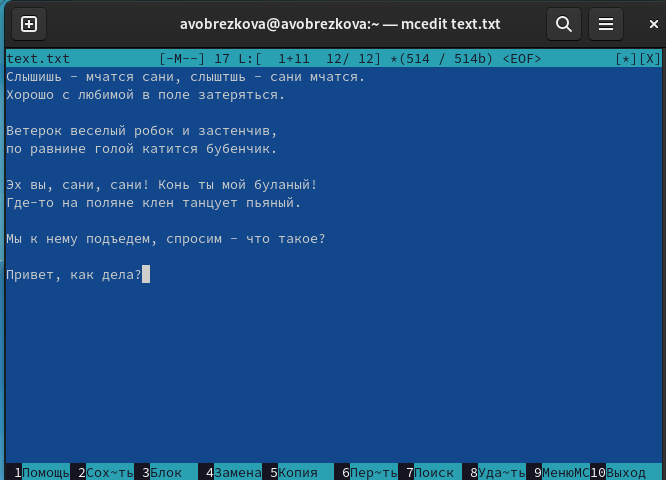 avobrezkova@avobrezkova:~ — mcedit text.txt
text.txt [-M--] 17 L:[ 1+11 12/ 12] *(514 / 514b) <EOF> [*][X]
Слышишь - мчатся сани, слыштшь - сани мчатся.
Хорошо с любимой в поле затеряться.
Ветерок веселый робок и застенчив,
по равнине голой катится бубенчик.
Эх вы, сани, сани! Конь ты мой буланый!
Где-то на поляне клен танцует пьяный.
Мы к нему подъедем, спросим - что такое?
Привет, как дела?
1Помощь 2Сох~ть 3Блок 4Замена 5Копия 6Пер~ть 7Поиск 8Уда~ть 9МенюMC 10Выход